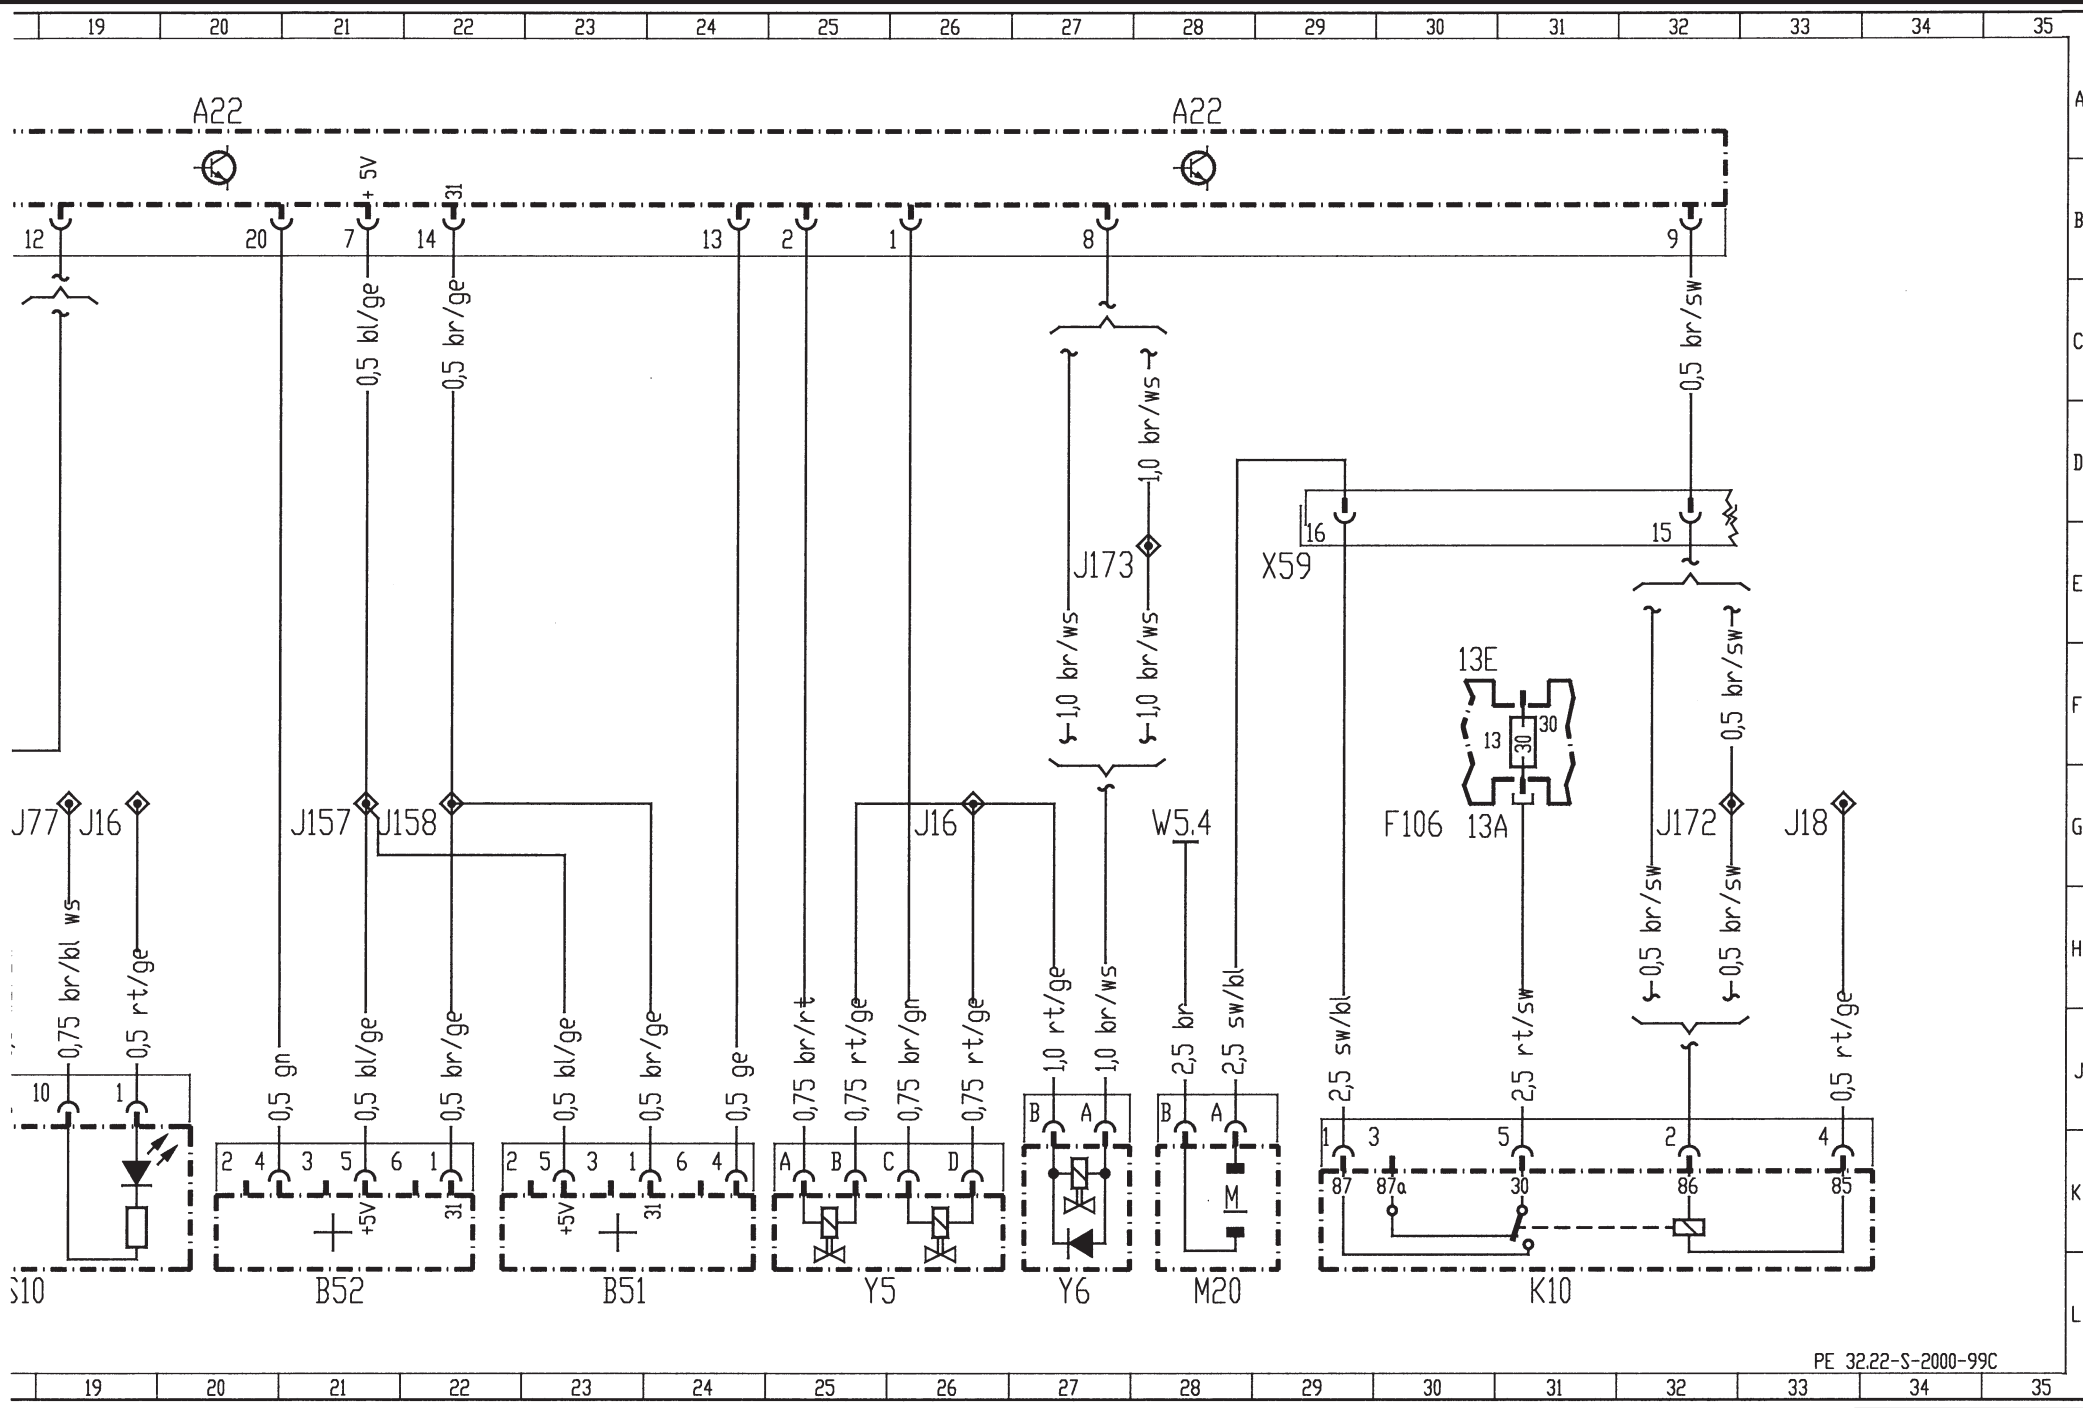 19 20 21 22 23 24 25 26 27 28 29 30 31 32 33 34 35
A
A22 A22
+ 5V 31
B
12 20 7 14 13 2 1 8 9
0,5 bl/ge 0,5 br/ge 0,5 br/sw
C
1,0 br/ws
D
16 15
J173 X59
E
1,0 br/ws 1,0 br/ws 0,5 br/sw
13E
F
30
13 30
J77 J16 J157 J158 J16 W5.4 F106 13A J172 J18
G
0,5 br/sw 0,5 br/sw
H
0,75 br/bl ws 0,5 rt/ge 0,5 gn 0,5 bl/ge 0,5 br/ge 0,5 bl/ge 0,5 br/ge 0,5 ge 0,75 br/rt 0,75 rt/ge 0,75 br/gn 0,75 rt/ge 1,0 rt/ge 1,0 br/ws 2,5 br 2,5 sw/bl 2,5 sw/bl 2,5 rt/sw 0,5 rt/ge
J
10 1 B A B A
1 3 5 2 4
2 4 3 5 6 1 2 5 3 1 6 4 A B C D
87 87a 30 86 85
K
+5V 31 +5V 31 M
S10 B52 B51 Y5 Y6 M20 K10
L
PE 32.22-S-2000-99C
19 20 21 22 23 24 25 26 27 28 29 30 31 32 33 34 35